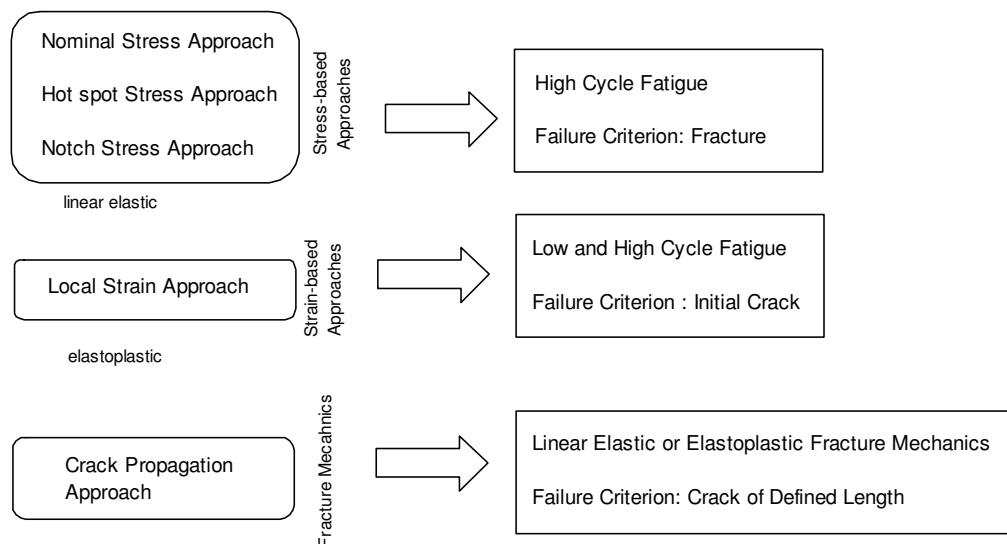 Nominal Stress Approach
Hot spot Stress Approach
Notch Stress Approach
linear elastic
Stress-based
Approaches
High Cycle Fatigue
Failure Criterion: Fracture
Local Strain Approach
elastoplastic
Strain-based
Approaches
Low and High Cycle Fatigue
Failure Criterion : Initial Crack
Crack Propagation
Approach
Fracture Mecahnics
Linear Elastic or Elastoplastic Fracture Mechanics
Failure Criterion: Crack of Defined Length